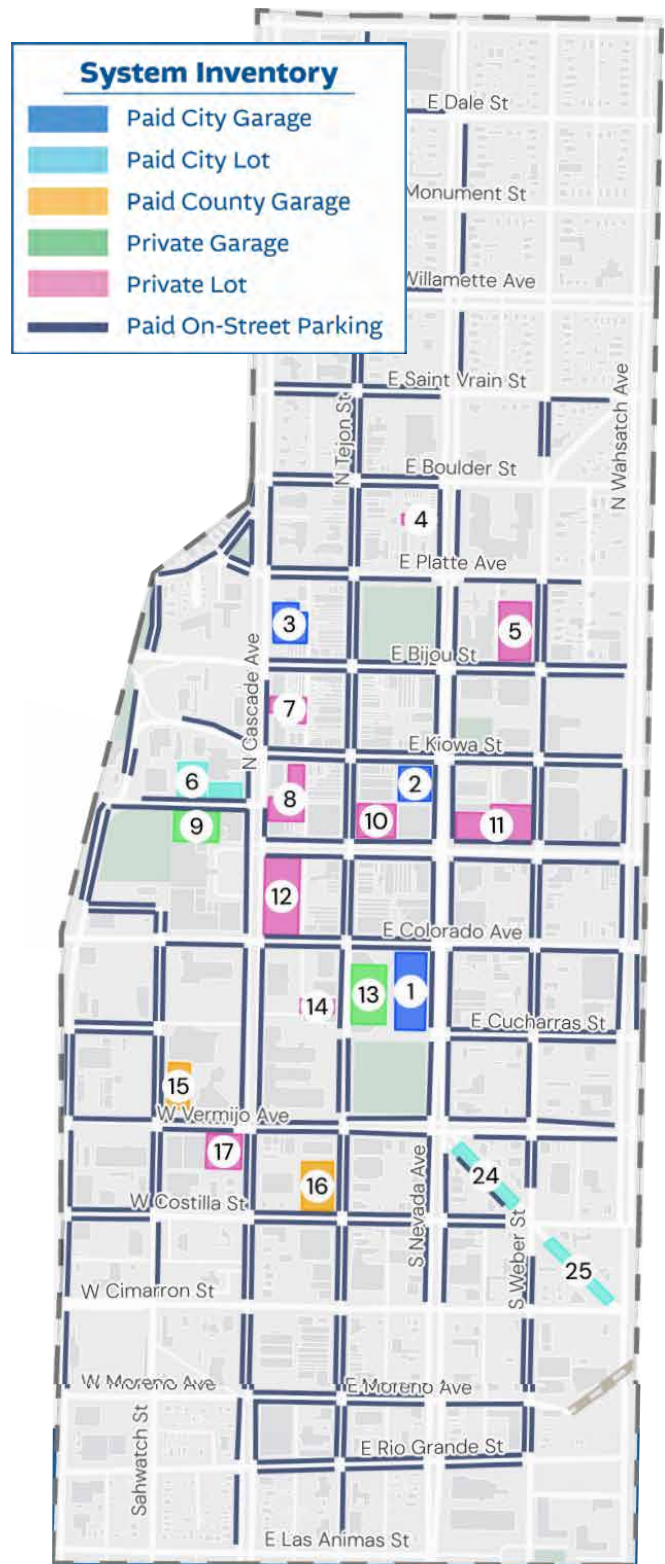 System Inventory
Paid City Garage
Paid City Lot
Paid County Garage
Private Garage
Private Lot
Paid On-Street Parking
E Dale St
Monument St
Willamette Ave
E Saint Vrain St
N Tejon St
N Wahsatch Ave
E Boulder St
4
E Platte Ave
3
5
E Bijou St
N Cascade Ave
7
E Kiowa St
6
2
8
9
10
11
12
E Colorado Ave
13
1
14
E Cucharras St
15
W Vermijo Ave
17
24
16
S Nevada Ave
W Costilla St
S Weber St
25
W Cimarron St
W Moreno Ave
E Moreno Ave
Sahwatch St
E Rio Grande St
E Las Animas St